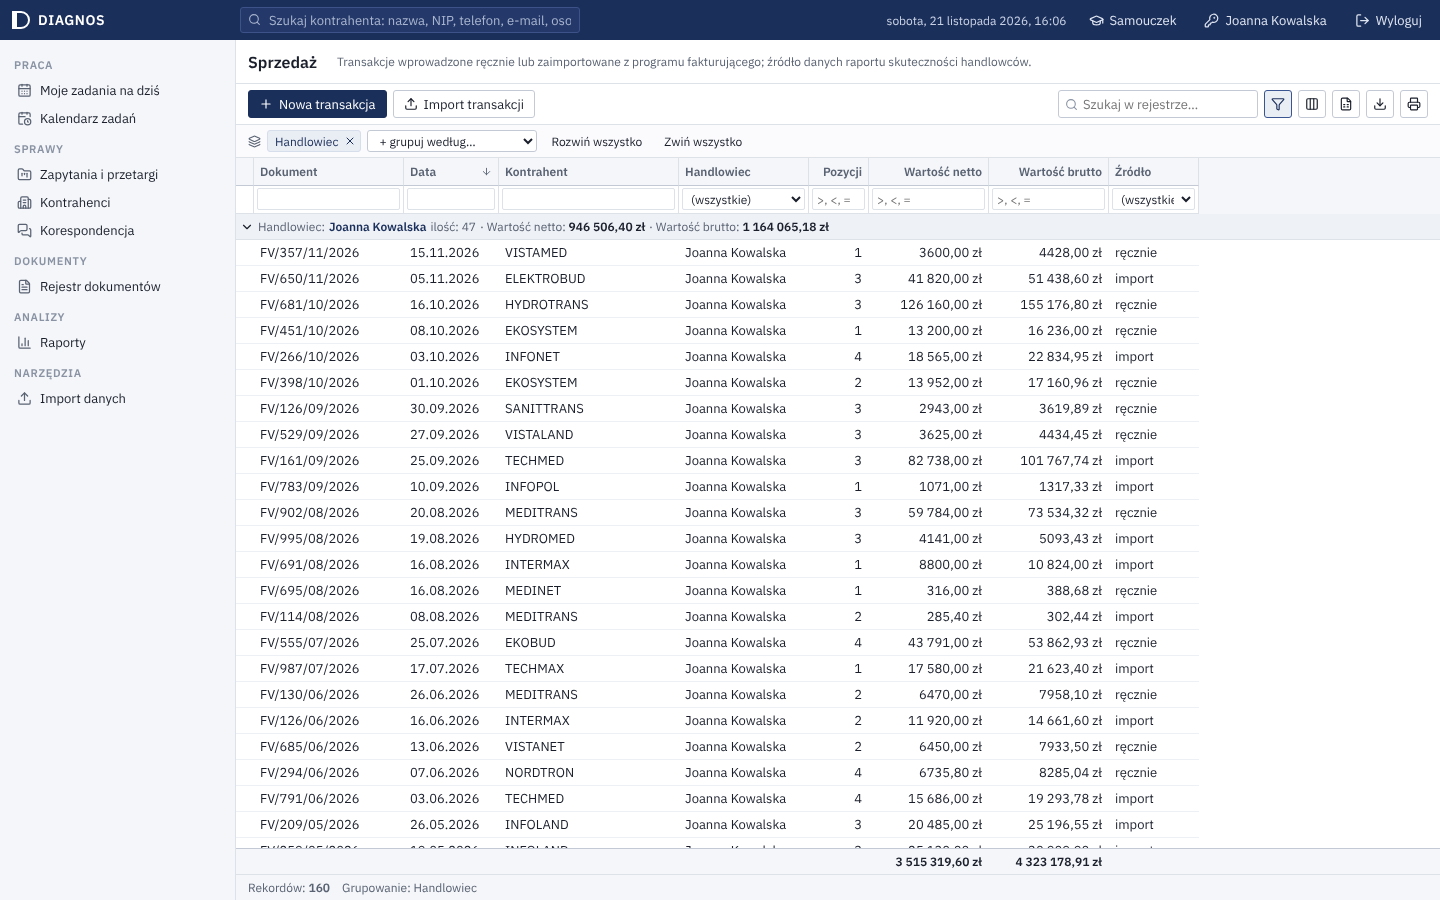 DIAGNOS
Szukaj kontrahenta: nazwa, NIP, telefon, e-mail, oso
sobota, 21 listopada 2026, 16:06
Samouczek
Joanna Kowalska
Wyloguj
PRACA
Moje zadania na dziś
Kalendarz zadań
SPRAWY
Zapytania i przetargi
Kontrahenci
Korespondencja
DOKUMENTY
Rejestr dokumentów
ANALIZY
Raporty
NARZĘDZIA
Import danych
Sprzedaż Transakcje wprowadzone ręcznie lub zaimportowane z programu fakturującego; źródło danych raportu skuteczności handlowców.
Nowa transakcja Import transakcji Szukaj w rejestrze...
Handlowiec + grupuj według... Rozwiń wszystko Zwiń wszystko
Dokument Data Kontrahent Handlowiec Pozycji Wartość netto Wartość brutto Źródło
(wszystkie) >, <, = >, <, = >, <, = (wszystkie
Handlowiec: Joanna Kowalska ilość: 47 · Wartość netto: 946 506,40 zł · Wartość brutto: 1 164 065,18 zł
FV/357/11/2026 15.11.2026 VISTAMED Joanna Kowalska 1 3600,00 zł 4428,00 zł ręcznie
FV/650/11/2026 05.11.2026 ELEKTROBUD Joanna Kowalska 3 41 820,00 zł 51 438,60 zł import
FV/681/10/2026 16.10.2026 HYDROTRANS Joanna Kowalska 3 126 160,00 zł 155 176,80 zł ręcznie
FV/451/10/2026 08.10.2026 EKOSYSTEM Joanna Kowalska 1 13 200,00 zł 16 236,00 zł ręcznie
FV/266/10/2026 03.10.2026 INFONET Joanna Kowalska 4 18 565,00 zł 22 834,95 zł import
FV/398/10/2026 01.10.2026 EKOSYSTEM Joanna Kowalska 2 13 952,00 zł 17 160,96 zł ręcznie
FV/126/09/2026 30.09.2026 SANITTRANS Joanna Kowalska 3 2943,00 zł 3619,89 zł ręcznie
FV/529/09/2026 27.09.2026 VISTALAND Joanna Kowalska 3 3625,00 zł 4434,45 zł ręcznie
FV/161/09/2026 25.09.2026 TECHMED Joanna Kowalska 3 82 738,00 zł 101 767,74 zł import
FV/783/09/2026 10.09.2026 INFOPOL Joanna Kowalska 1 1071,00 zł 1317,33 zł import
FV/902/08/2026 20.08.2026 MEDITRANS Joanna Kowalska 3 59 784,00 zł 73 534,32 zł ręcznie
FV/995/08/2026 19.08.2026 HYDROMED Joanna Kowalska 3 4141,00 zł 5093,43 zł import
FV/691/08/2026 16.08.2026 INTERMAX Joanna Kowalska 1 8800,00 zł 10 824,00 zł import
FV/695/08/2026 16.08.2026 MEDINET Joanna Kowalska 1 316,00 zł 388,68 zł ręcznie
FV/114/08/2026 08.08.2026 MEDITRANS Joanna Kowalska 2 285,40 zł 302,44 zł import
FV/555/07/2026 25.07.2026 EKOBUD Joanna Kowalska 4 43 791,00 zł 53 862,93 zł ręcznie
FV/987/07/2026 17.07.2026 TECHMAX Joanna Kowalska 1 17 580,00 zł 21 623,40 zł import
FV/130/06/2026 26.06.2026 MEDITRANS Joanna Kowalska 2 6470,00 zł 7958,10 zł ręcznie
FV/126/06/2026 16.06.2026 INTERMAX Joanna Kowalska 2 11 920,00 zł 14 661,60 zł import
FV/685/06/2026 13.06.2026 VISTANET Joanna Kowalska 2 6450,00 zł 7933,50 zł ręcznie
FV/294/06/2026 07.06.2026 NORDTRON Joanna Kowalska 4 6735,80 zł 8285,04 zł ręcznie
FV/791/06/2026 03.06.2026 TECHMED Joanna Kowalska 4 15 686,00 zł 19 293,78 zł import
FV/209/05/2026 26.05.2026 INFOLAND Joanna Kowalska 3 20 485,00 zł 25 196,55 zł import
3 515 319,60 zł 4 323 178,91 zł
Rekordów: 160 Grupowanie: Handlowiec